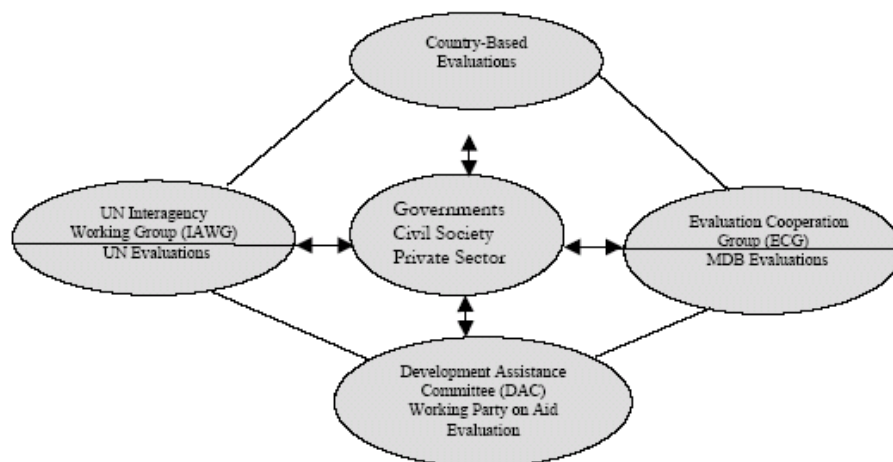 Country-Based
Evaluations
UN Interagency
Working Group (IAWG)
UN Evaluations
Governments
Civil Society
Private Sector
Evaluation Cooperation
Group (ECG)
MDB Evaluations
Development Assistance
Committee (DAC)
Working Party on Aid
Evaluation